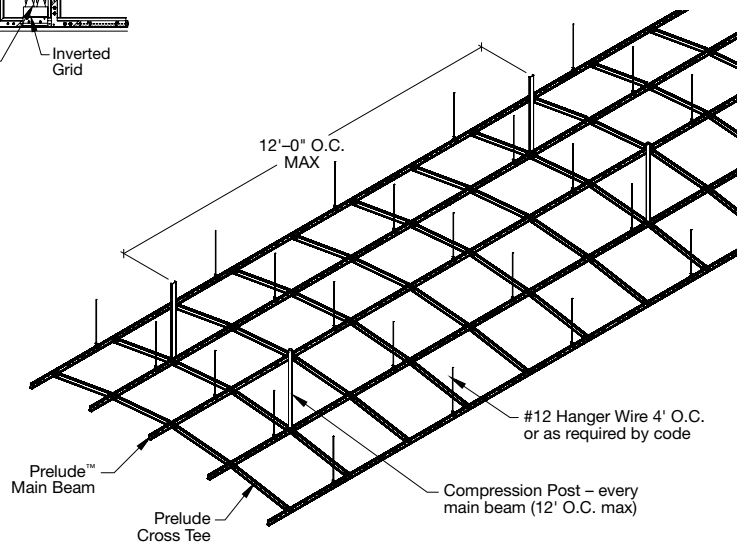 Inverted
Grid
12'–0" O.C.
MAX
#12 Hanger Wire 4' O.C.
or as required by code
Prelude™
Main Beam
Compression Post – every
main beam (12' O.C. max)
Prelude
Cross Tee